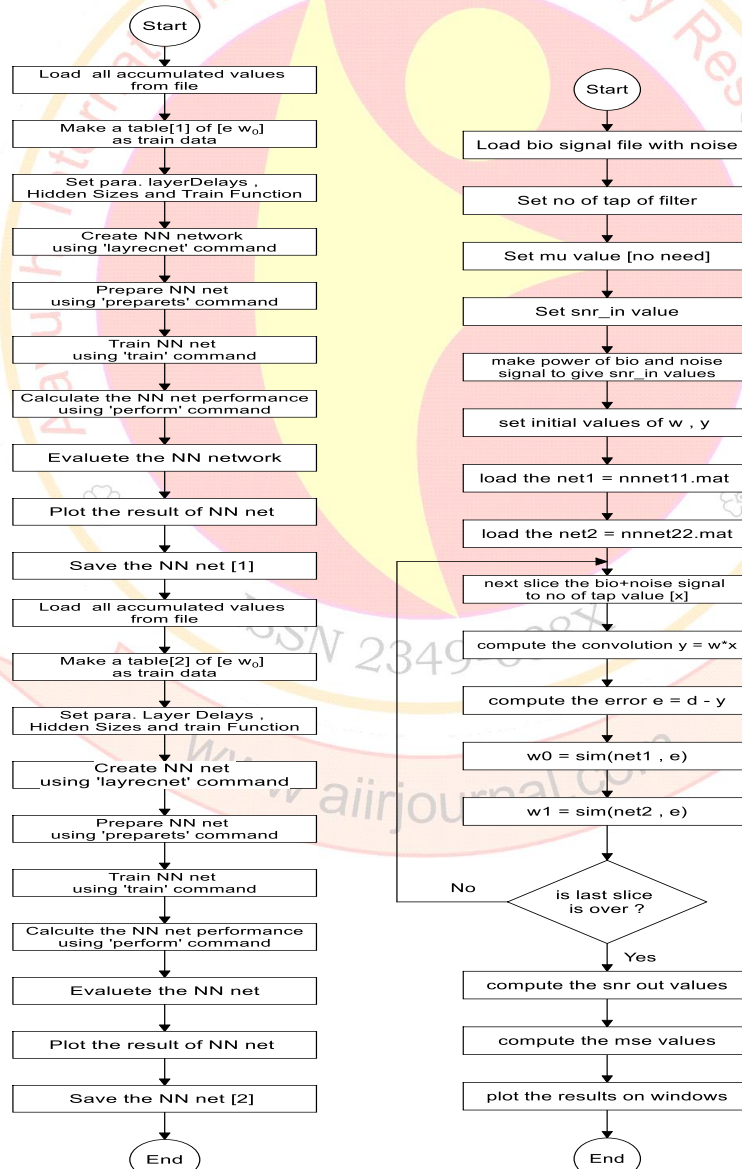 Start
Load all accumulated values
from file
Make a table[1] of [e w₀]
as train data
Set para. layerDelays ,
Hidden Sizes and Train Function
Create NN network
using 'layrecnet' command
Prepare NN net
using 'preparets' command
Train NN net
using 'train' command
Calculate the NN net performance
using 'perform' command
Evaluete the NN network
Plot the result of NN net
Save the NN net [1]
Load all accumulated values
from file
Make a table[2] of [e w₀]
as train data
Set para. Layer Delays ,
Hidden Sizes and train Function
Create NN net
using 'layrecnet' command
Prepare NN net
using 'preparets' command
Train NN net
using 'train' command
Calculte the NN net performance
using 'perform' command
Evaluete the NN net
Plot the result of NN net
Save the NN net [2]
End
Start
Load bio signal file with noise
Set no of tap of filter
Set mu value [no need]
Set snr_in value
make power of bio and noise
signal to give snr_in values
set initial values of w , y
load the net1 = nnnet11.mat
load the net2 = nnnet22.mat
next slice the bio+noise signal
to no of tap value [x]
compute the convolution y = w*x
compute the error e = d - y
w0 = sim(net1 , e)
w1 = sim(net2 , e)
is last slice
is over ?
No
Yes
compute the snr out values
compute the mse values
plot the results on windows
End